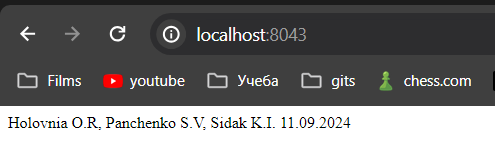 localhost:8043
Films youtube Учеба gits chess.com
Holovnia O.R, Panchenko S.V, Sidak K.I. 11.09.2024